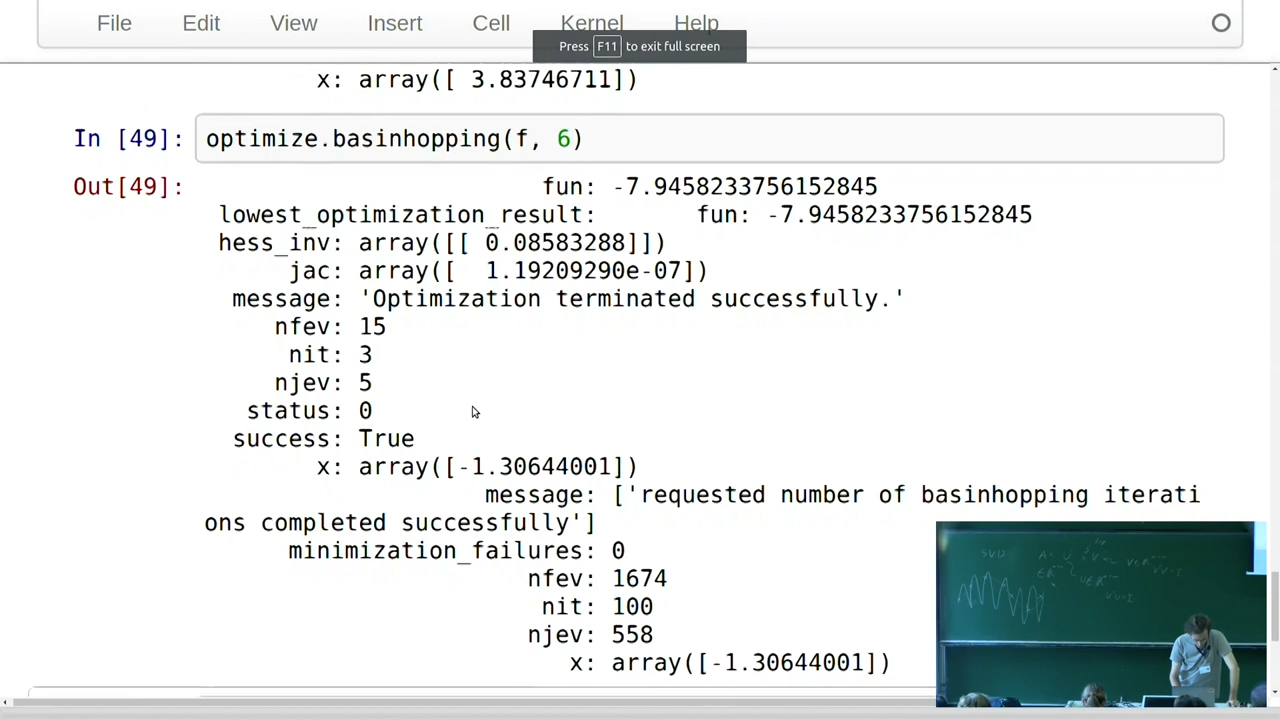 File Edit View Insert Cell Kernel Help
Press F11 to exit full screen
x: array([ 3.83746711])
In [49]: optimize.basinhopping(f, 6)
Out[49]: fun: -7.9458233756152845
lowest_optimization_result: fun: -7.9458233756152845
hess_inv: array([[ 0.08583288]])
jac: array([ 1.19209290e-07])
message: 'Optimization terminated successfully.'
nfev: 15
nit: 3
njev: 5
status: 0
success: True
x: array([-1.30644001])
message: ['requested number of basinhopping iterati
ons completed successfully']
minimization_failures: 0
nfev: 1674
nit: 100
njev: 558
x: array([-1.30644001])
SVD